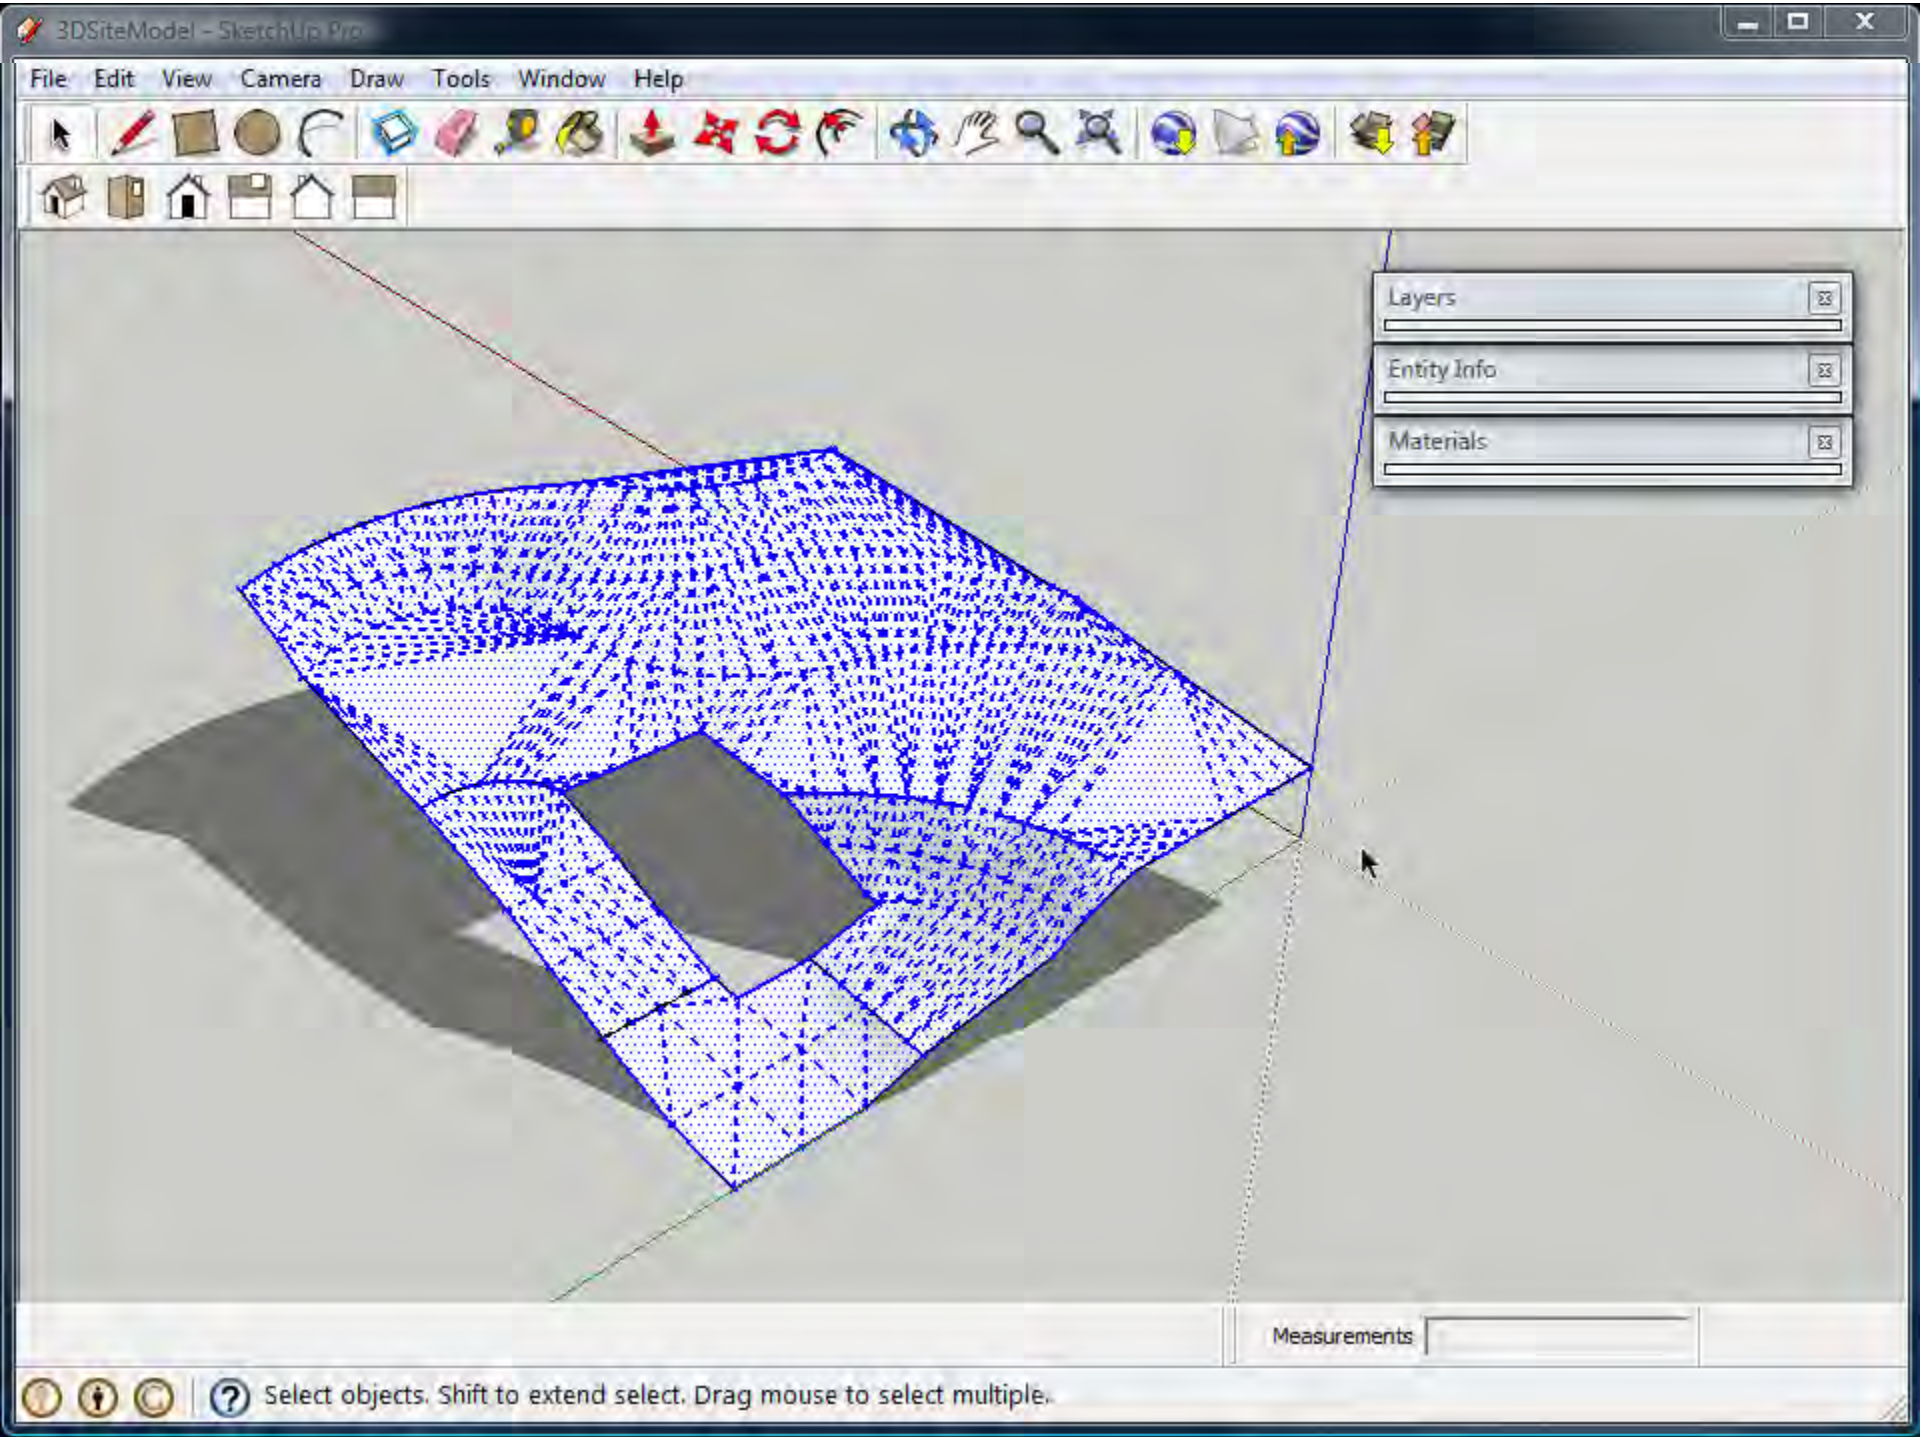 3DSiteModel - SketchUp Pro
File Edit View Camera Draw Tools Window Help
Layers
Entity Info
Materials
Measurements
Select objects. Shift to extend select. Drag mouse to select multiple.